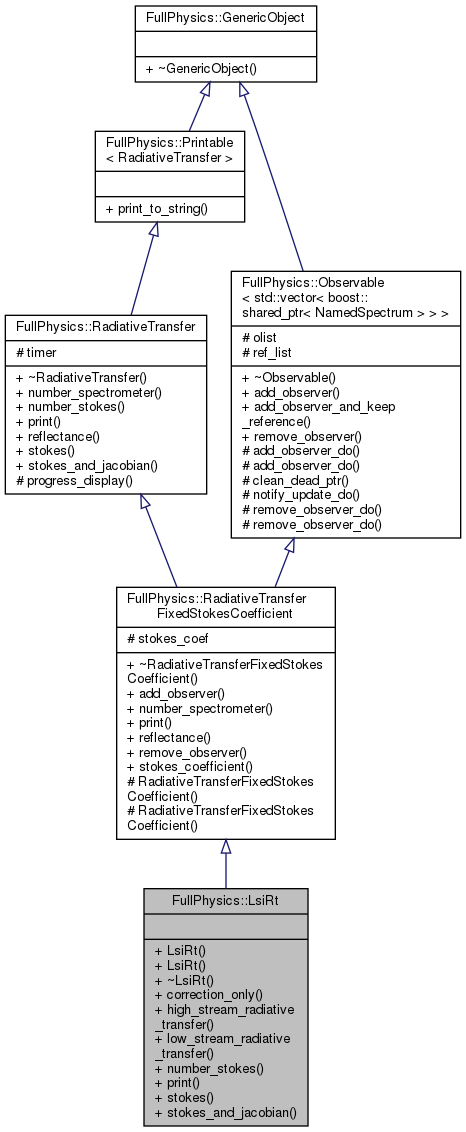 FullPhysics::GenericObject
+ ~GenericObject()
FullPhysics::Printable
< RadiativeTransfer >
+ print_to_string()
FullPhysics::Observable
< std::vector< boost::
shared_ptr< NamedSpectrum > > >
# olist
# ref_list
+ ~Observable()
+ add_observer()
+ add_observer_and_keep
_reference()
+ remove_observer()
# add_observer_do()
# add_observer_do()
# clean_dead_ptr()
# notify_update_do()
# remove_observer_do()
# remove_observer_do()
FullPhysics::RadiativeTransfer
# timer
+ ~RadiativeTransfer()
+ number_spectrometer()
+ number_stokes()
+ print()
+ reflectance()
+ stokes()
+ stokes_and_jacobian()
# progress_display()
FullPhysics::RadiativeTransfer
FixedStokesCoefficient
# stokes_coef
+ ~RadiativeTransferFixedStokes
Coefficient()
+ add_observer()
+ number_spectrometer()
+ print()
+ reflectance()
+ remove_observer()
+ stokes_coefficient()
# RadiativeTransferFixedStokes
Coefficient()
# RadiativeTransferFixedStokes
Coefficient()
FullPhysics::LsiRt
+ LsiRt()
+ LsiRt()
+ ~LsiRt()
+ correction_only()
+ high_stream_radiative
_transfer()
+ low_stream_radiative
_transfer()
+ number_stokes()
+ print()
+ stokes()
+ stokes_and_jacobian()